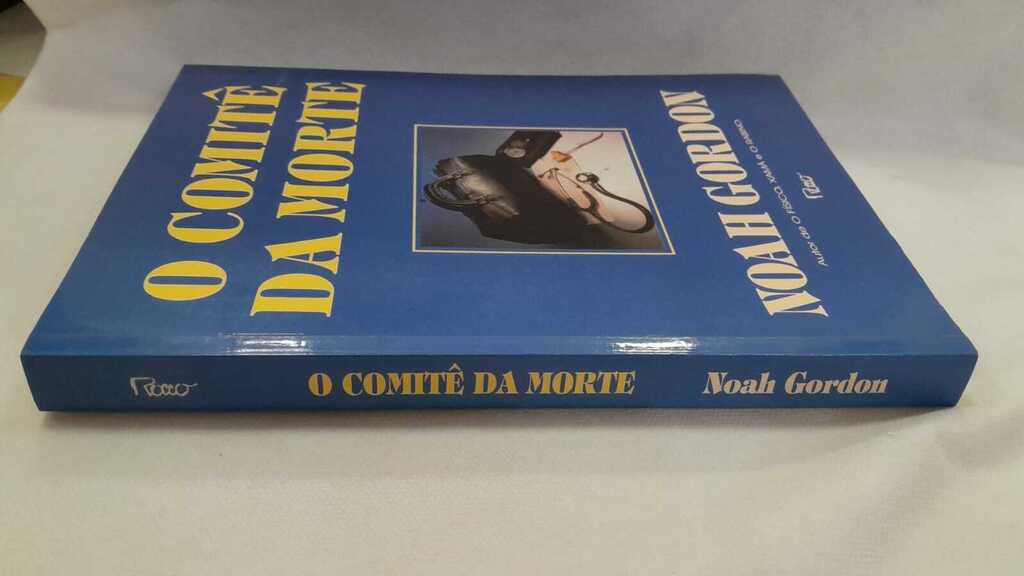 O COMITÊ
DA MORTE
NOAH GORDON
Autor de O FÍSICO, XAMÃ e O RABINO
Rocco
Rocco
O COMITÊ DA MORTE
Noah Gordon